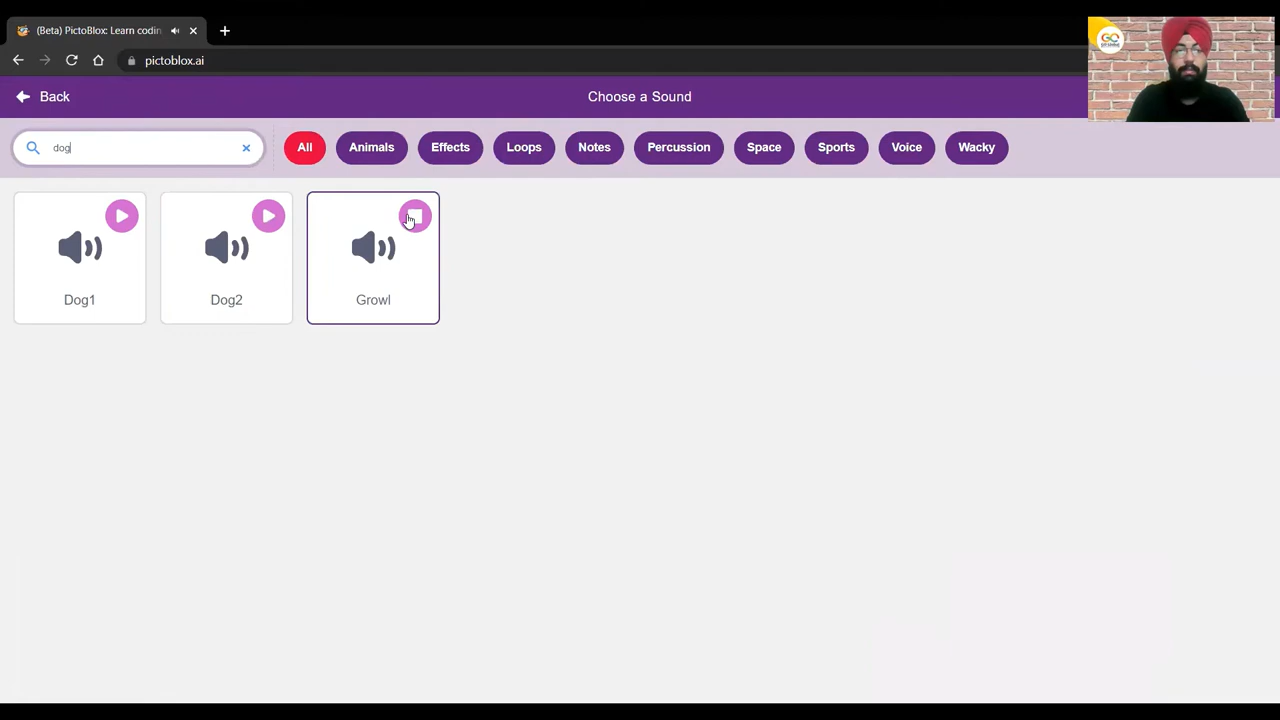 (Beta) PictoBlox: Learn codin
pictoblox.ai
Back
Choose a Sound
dog
All
Animals
Effects
Loops
Notes
Percussion
Space
Sports
Voice
Wacky
Dog1
Dog2
Growl